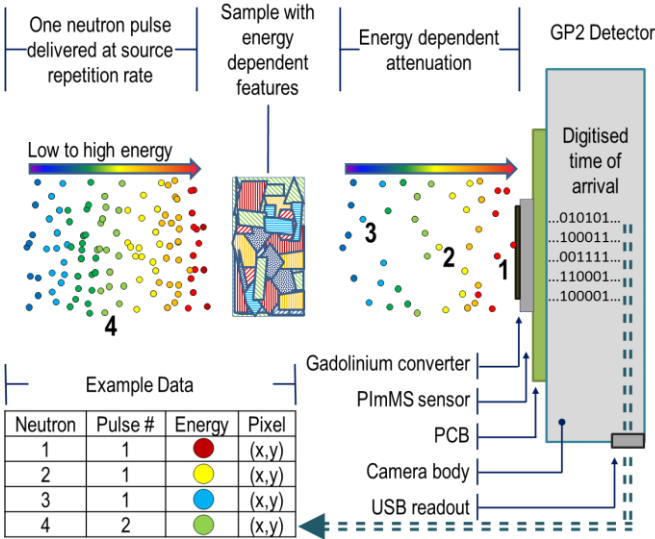 One neutron pulse
delivered at source
repetition rate
Sample with
energy
dependent
features
Energy dependent
attenuation
GP2 Detector
Low to high energy
Digitised
time of
arrival
...010101...
...100011...
...001111...
...110001...
...100001...
3
2
1
4
Gadolinium converter
PImMS sensor
PCB
Camera body
USB readout
Example Data
Neutron Pulse # Energy Pixel
1 1 (x,y)
2 1 (x,y)
3 1 (x,y)
4 2 (x,y)